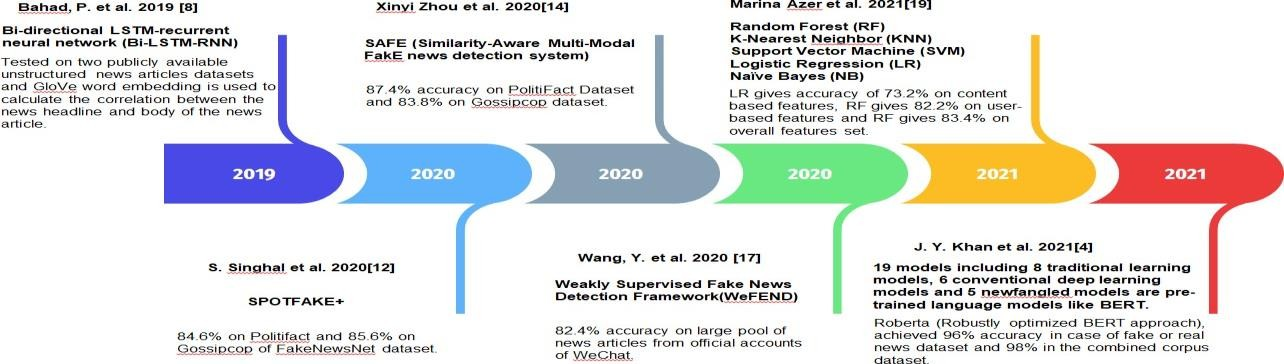 Bahad, P. et al. 2019 [8]
Bi-directional LSTM-recurrent
neural network (Bi-LSTM-RNN)
Tested on two publicly available
unstructured news articles datasets
and GloVe word embedding is used to
calculate the correlation between the
news headline and body of the news
article.
Xinyi Zhou et al. 2020[14]
SAFE (Similarity-Aware Multi-Modal
FakE news detection system)
87.4% accuracy on PolitiFact Dataset
and 83.8% on Gossipcop dataset.
Marina Azer et al. 2021[19]
Random Forest (RF)
K-Nearest Neighbor (KNN)
Support Vector Machine (SVM)
Logistic Regression (LR)
Naïve Bayes (NB)
LR gives accuracy of 73.2% on content
based features, RF gives 82.2% on user-
based features and RF gives 83.4% on
overall features set.
2019
2020
2020
2020
2021
2021
S. Singhal et al. 2020[12]
SPOTFAKE+
84.6% on Politifact and 85.6% on
Gossipcop of FakeNewsNet dataset.
Wang, Y. et al. 2020 [17]
Weakly Supervised Fake News
Detection Framework(WeFEND)
82.4% accuracy on large pool of
news articles from official accounts
of WeChat.
J. Y. Khan et al. 2021[4]
19 models including 8 traditional learning
models, 6 conventional deep learning
models and 5 newfangled models are pre-
trained language models like BERT.
Roberta (Robustly optimized BERT approach),
achieved 96% accuracy in case of fake or real
news dataset and 98% in the combined corpus
dataset.